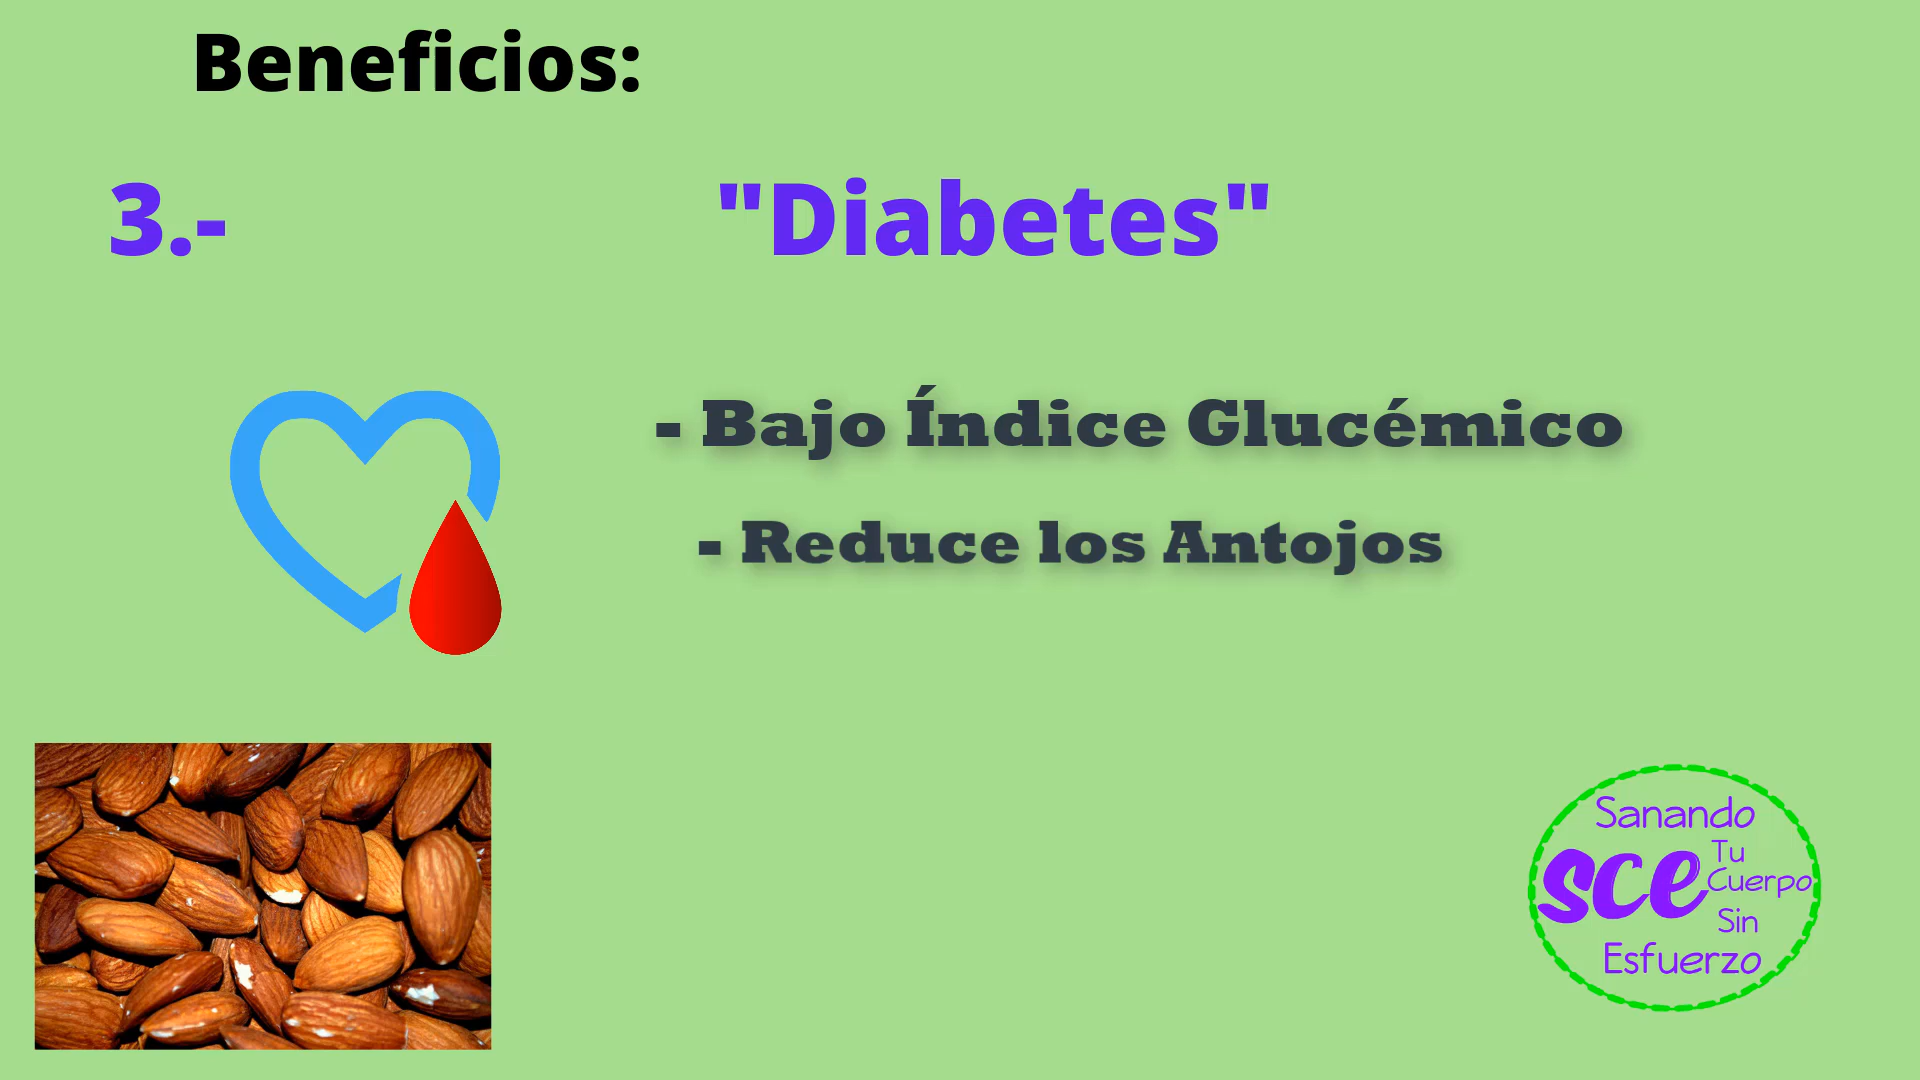 Beneficios:
3.- "Diabetes"
- Bajo Índice Glucémico
- Reduce los Antojos
Sanando
sce Tu
Cuerpo
Sin
Esfuerzo